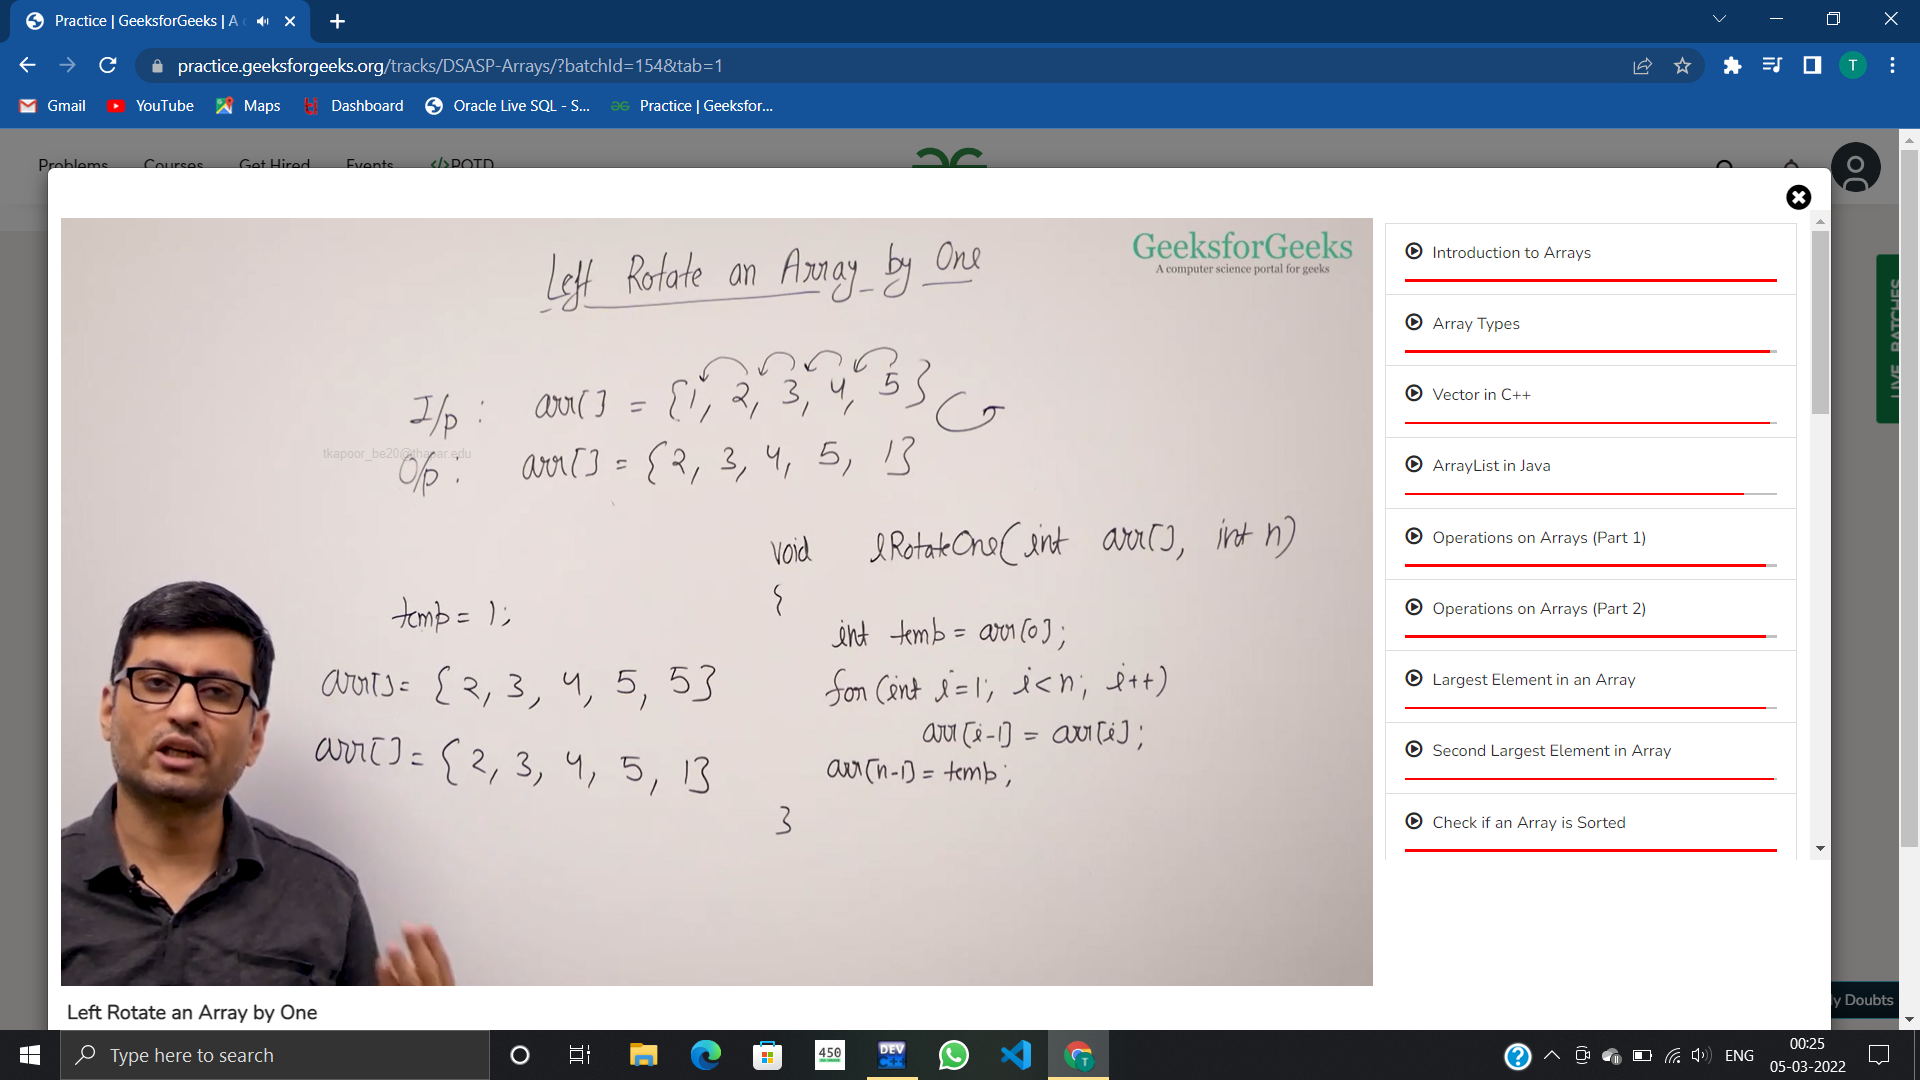 Practice | GeeksforGeeks | A
practice.geeksforgeeks.org/tracks/DSASP-Arrays/?batchId=154&tab=1
T
Gmail YouTube Maps Dashboard Oracle Live SQL - S... Practice | Geeksfor...
Problems Courses Get Hired Events </>POTD
Left Rotate an Array by One
GeeksforGeeks
A computer science portal for geeks
I/p : arr[] = {1, 2, 3, 4, 5}
tkapoor_be20@thapar.edu
O/p : arr[] = {2, 3, 4, 5, 1}
void lRotateOne(int arr[], int n)
{
temp = 1;
int temp = arr[0];
arr[] = {2, 3, 4, 5, 5}
for (int i=1; i<n; i++)
arr[i-1] = arr[i];
arr[] = {2, 3, 4, 5, 1}
arr[n-1] = temp;
}
Left Rotate an Array by One
Introduction to Arrays
Array Types
Vector in C++
ArrayList in Java
Operations on Arrays (Part 1)
Operations on Arrays (Part 2)
Largest Element in an Array
Second Largest Element in Array
Check if an Array is Sorted
LIVE BATCHES
My Doubts
Type here to search
450
DEV
C++
T
ENG
00:25
05-03-2022